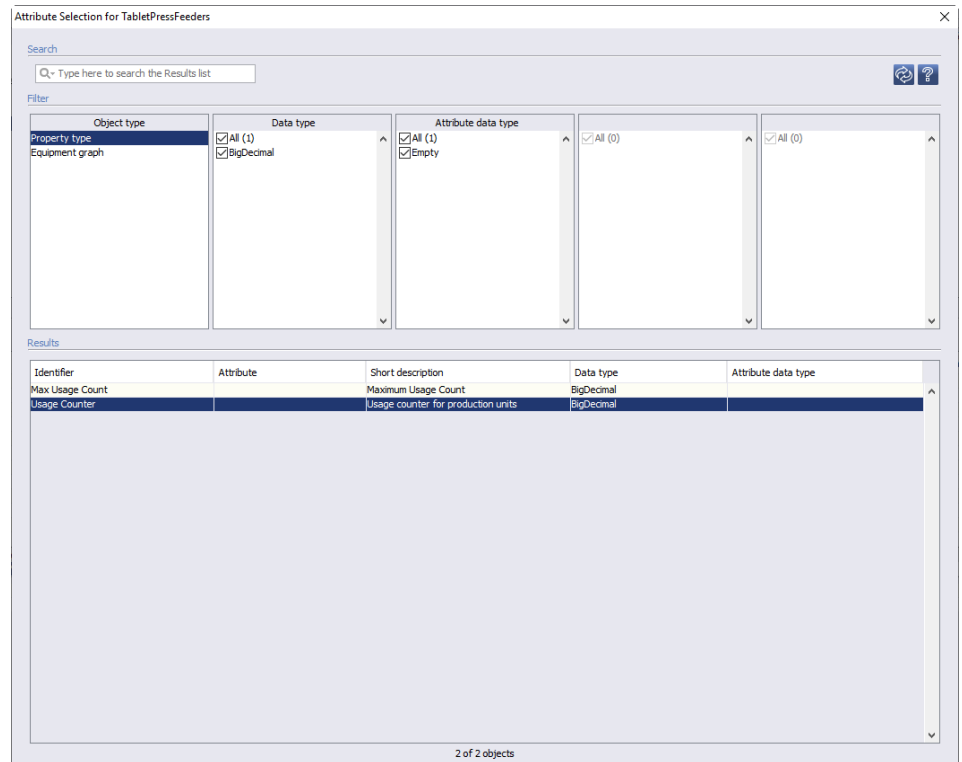 Attribute Selection for TabletPressFeeders
Search
Type here to search the Results list
Filter
Object type Data type Attribute data type
Property type All (1) All (1) All (0) All (0)
Equipment graph BigDecimal Empty
Results
Identifier Attribute Short description Data type Attribute data type
Max Usage Count Maximum Usage Count BigDecimal
Usage Counter Usage counter for production units BigDecimal
2 of 2 objects